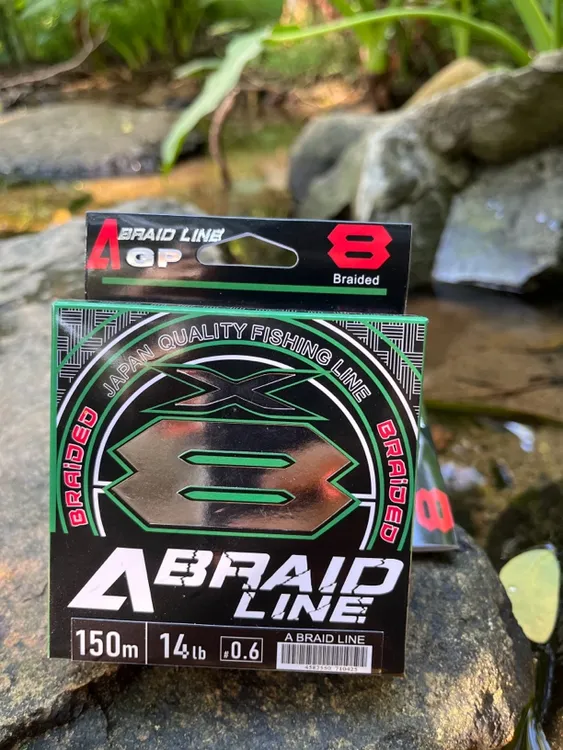 A BRAID LINE 8
GP Braided
JAPAN QUALITY FISHING LINE
X
8
BRAIDED BRAIDED
8
A BRAID
LINE
150m 14lb #0.6 A BRAID LINE